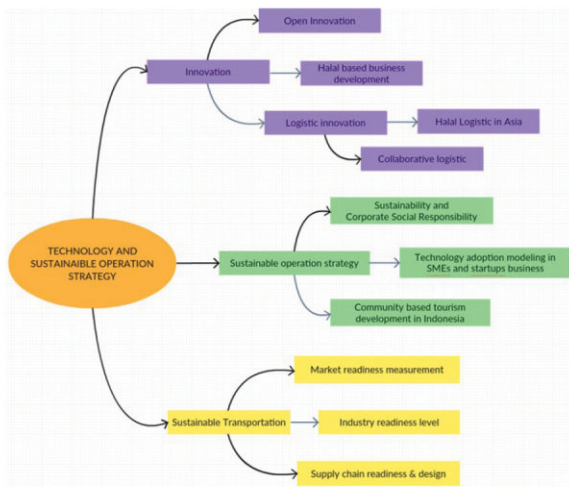 Open Innovation
Innovation
Halal based business
development
Logistic innovation
Halal Logistic in Asia
Collaborative logistic
Sustainability and
Corporate Social Responsibility
TECHNOLOGY AND
SUSTAINAIBLE OPERATION
STRATEGY
Sustainable operation strategy
Technology adoption modeling in
SMEs and startups business
Community based tourism
development in Indonesia
Market readiness measurement
Sustainable Transportation
Industry readiness level
Supply chain readiness & design